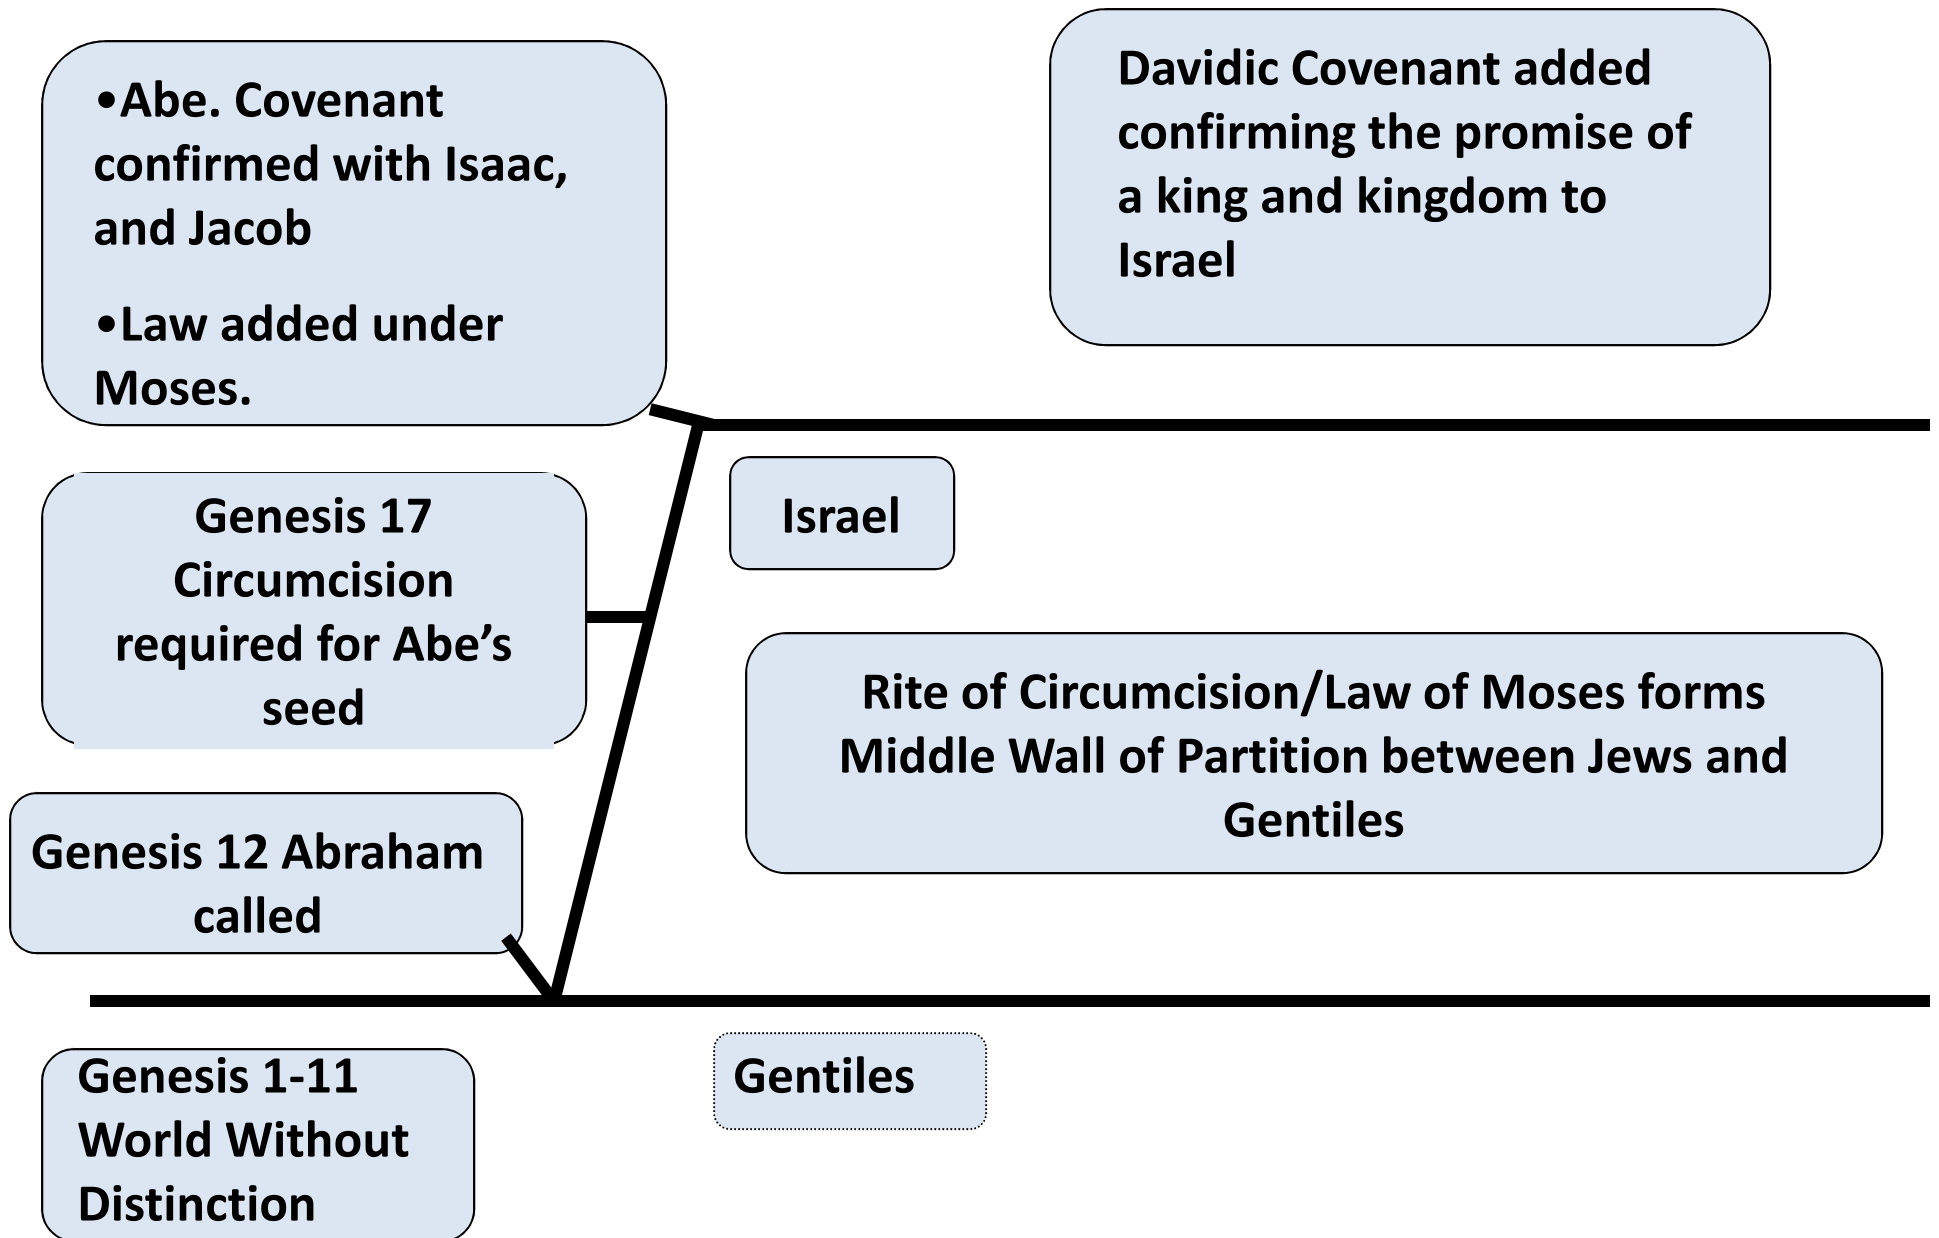 •Abe. Covenant
confirmed with Isaac,
and Jacob
•Law added under
Moses.
Davidic Covenant added
confirming the promise of
a king and kingdom to
Israel
Genesis 17
Circumcision
required for Abe’s
seed
Israel
Rite of Circumcision/Law of Moses forms
Middle Wall of Partition between Jews and
Gentiles
Genesis 12 Abraham
called
Genesis 1-11
World Without
Distinction
Gentiles